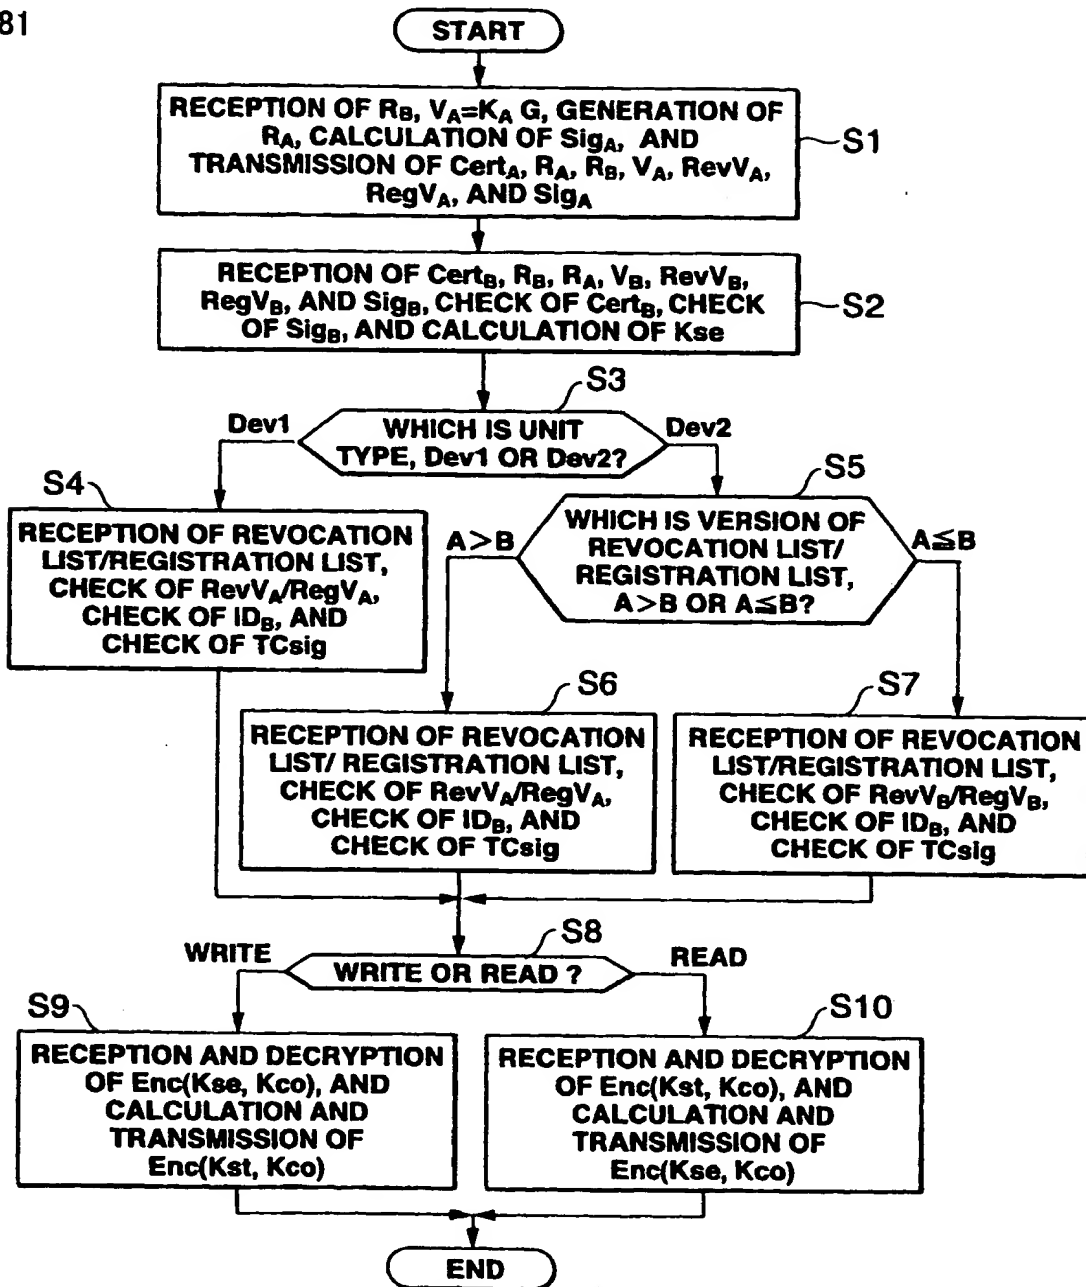 81
START
RECEPTION OF R_B, V_A=K_A G, GENERATION OF
R_A, CALCULATION OF Sig_A, AND
TRANSMISSION OF Cert_A, R_A, R_B, V_A, RevV_A,
RegV_A, AND Sig_A
S1
RECEPTION OF Cert_B, R_B, R_A, V_B, RevV_B,
RegV_B, AND Sig_B, CHECK OF Cert_B, CHECK
OF Sig_B, AND CALCULATION OF Kse
S2
S3
WHICH IS UNIT
TYPE, Dev1 OR Dev2?
Dev1
Dev2
S4
RECEPTION OF REVOCATION
LIST/REGISTRATION LIST,
CHECK OF RevV_A/RegV_A,
CHECK OF ID_B, AND
CHECK OF TCsig
S5
WHICH IS VERSION OF
REVOCATION LIST/
REGISTRATION LIST,
A>B OR A≦B?
A>B
A≦B
S6
RECEPTION OF REVOCATION
LIST/ REGISTRATION LIST,
CHECK OF RevV_A/RegV_A,
CHECK OF ID_B, AND
CHECK OF TCsig
S7
RECEPTION OF REVOCATION
LIST/REGISTRATION LIST,
CHECK OF RevV_B/RegV_B,
CHECK OF ID_B, AND
CHECK OF TCsig
S8
WRITE OR READ ?
WRITE
READ
S9
RECEPTION AND DECRYPTION
OF Enc(Kse, Kco), AND
CALCULATION AND
TRANSMISSION OF
Enc(Kst, Kco)
S10
RECEPTION AND DECRYPTION
OF Enc(Kst, Kco), AND
CALCULATION AND
TRANSMISSION OF
Enc(Kse, Kco)
END